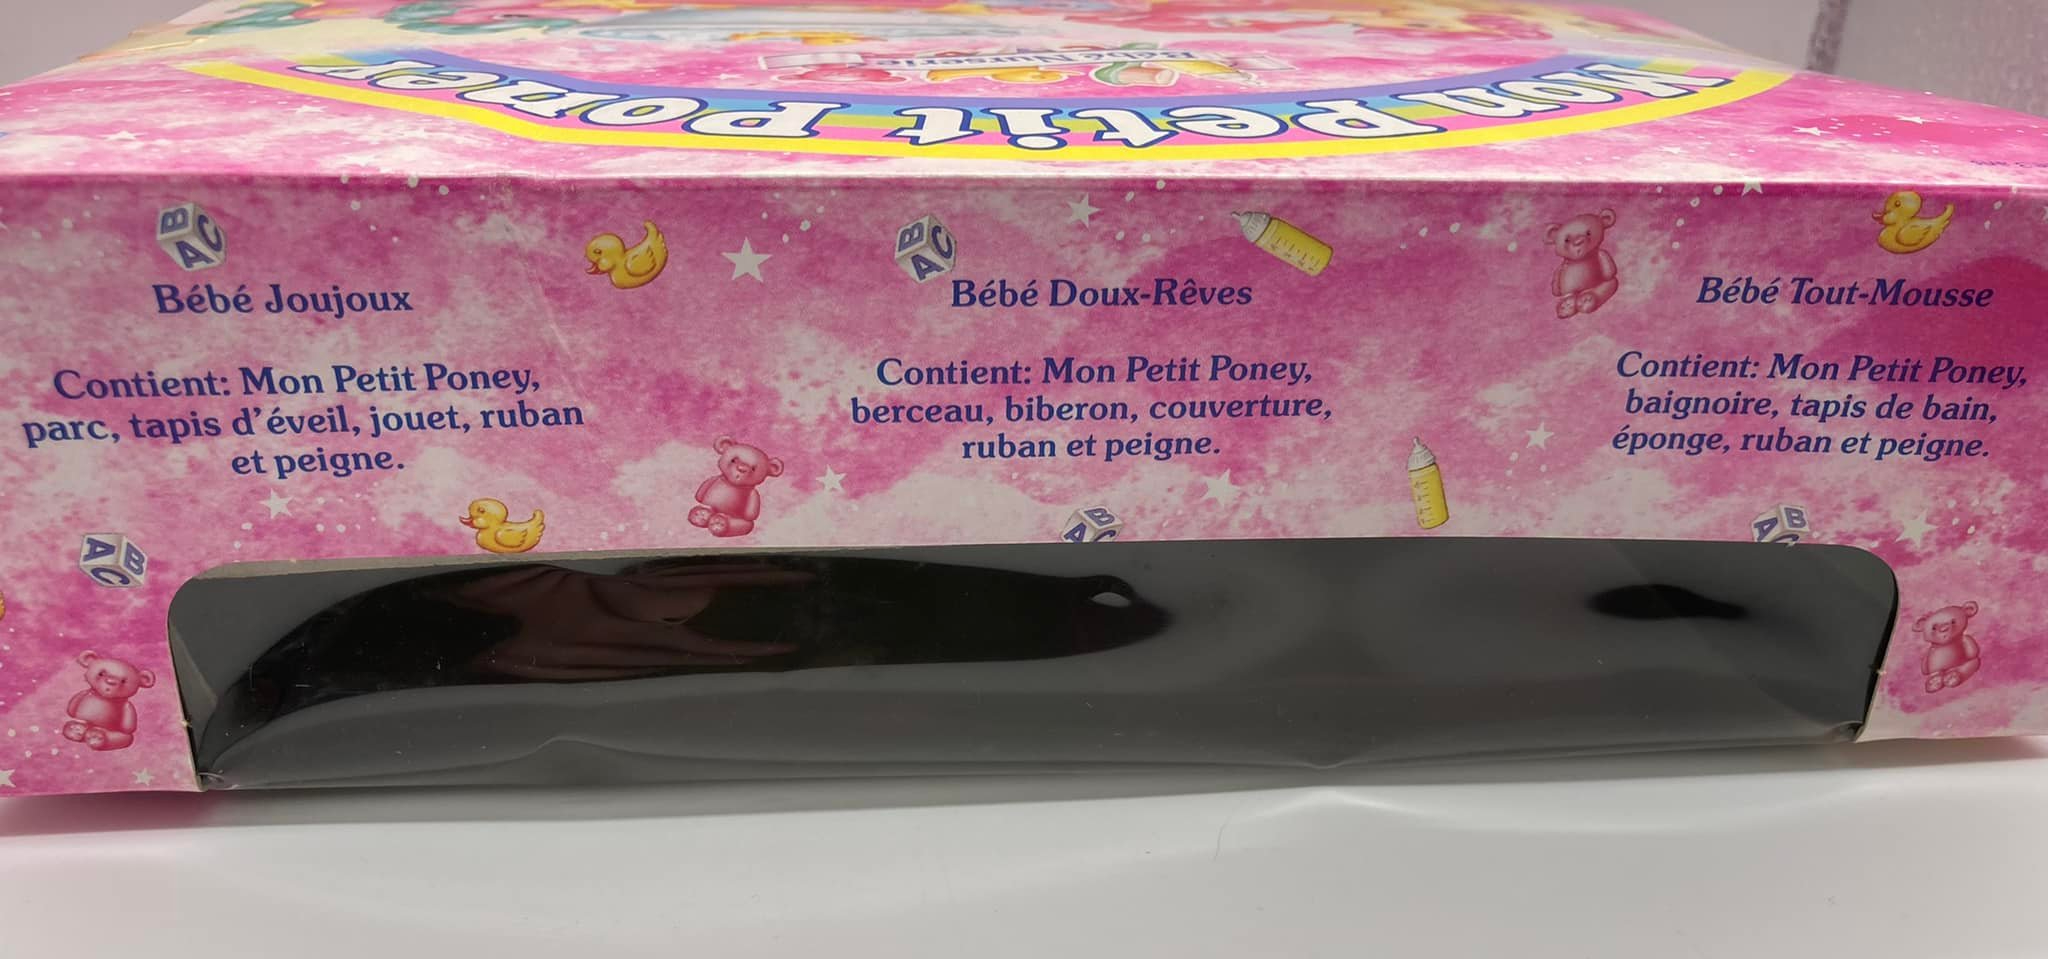 Bébé Nurserie
Mon Petit Poney
Bébé Joujoux
Contient: Mon Petit Poney,
parc, tapis d'éveil, jouet, ruban
et peigne.
Bébé Doux-Rêves
Contient: Mon Petit Poney,
berceau, biberon, couverture,
ruban et peigne.
Bébé Tout-Mousse
Contient: Mon Petit Poney,
baignoire, tapis de bain,
éponge, ruban et peigne.